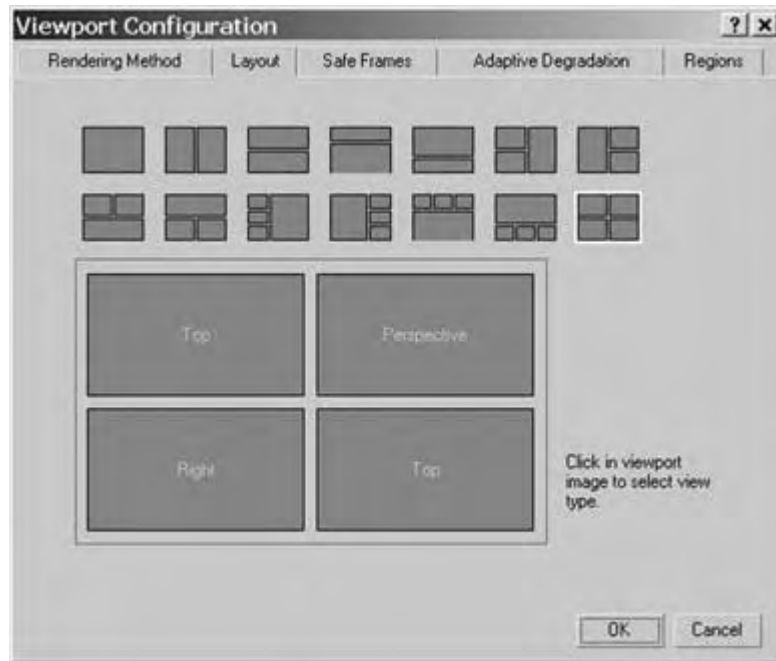 Viewport Configuration
Rendering Method Layout Safe Frames Adaptive Degradation Regions
Top Perspective
Right Top
Click in viewport
image to select view
type.
OK Cancel